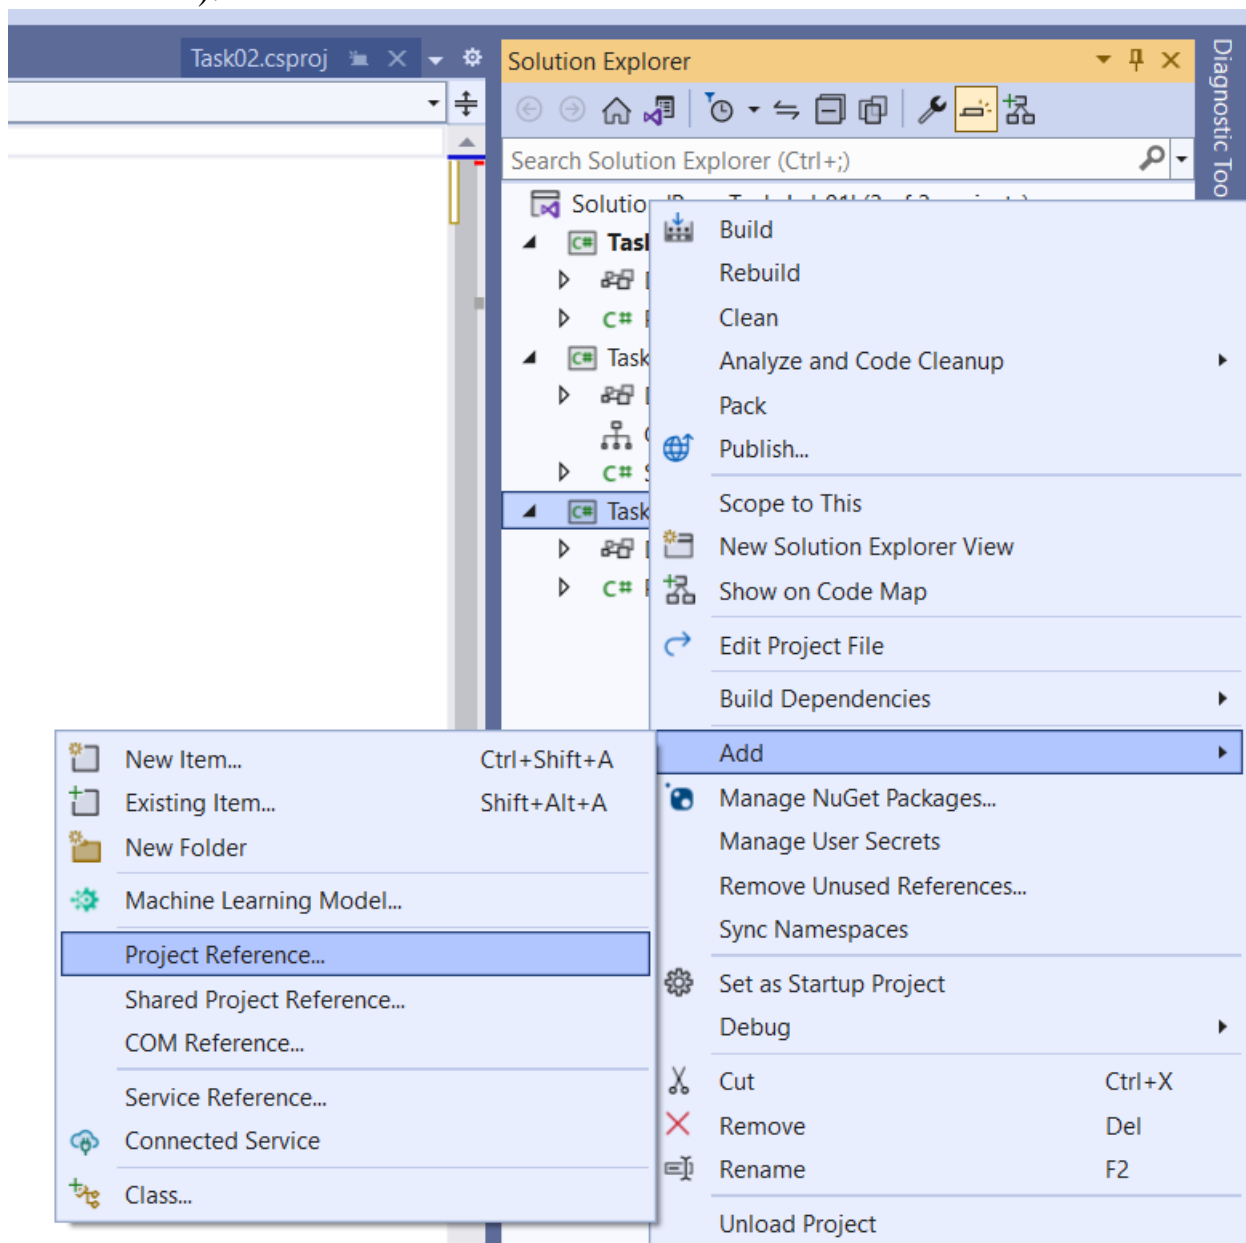 );
Task02.csproj
Solution Explorer
Search Solution Explorer (Ctrl+;)
Diagnostic Too
Build
Rebuild
Clean
Analyze and Code Cleanup
Pack
Publish...
Scope to This
New Solution Explorer View
Show on Code Map
Edit Project File
Build Dependencies
Add
Manage NuGet Packages...
Manage User Secrets
Remove Unused References...
Sync Namespaces
Set as Startup Project
Debug
Cut Ctrl+X
Remove Del
Rename F2
Unload Project
New Item... Ctrl+Shift+A
Existing Item... Shift+Alt+A
New Folder
Machine Learning Model...
Project Reference...
Shared Project Reference...
COM Reference...
Service Reference...
Connected Service
Class...
Solutio
C# Tas
C#
C# Task
C#
C# Task
C#